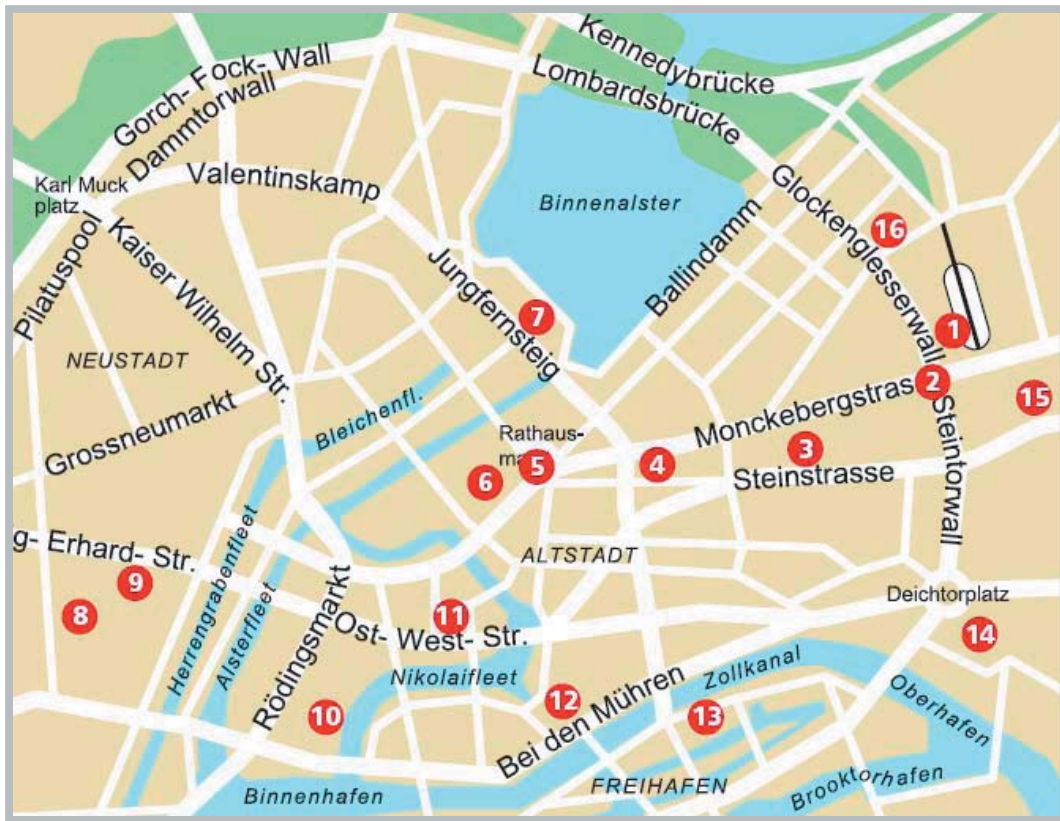 Kennedybrücke
Lombardsbrücke
Gorch- Fock- Wall
Dammtorwall
Karl Muck
platz
Valentinskamp
Binnenalster
Glockenglesserwall
16
Pilatuspool
Kaiser Wilhelm Str.
Jungfernsteig
Ballindamm
7
1
NEUSTADT
2
15
Grossneumarkt
Bleichenfl.
Rathaus-
ma
5
6
4
Monckebergstras
3
Steinstrasse
Steintorwall
g- Erhard- Str.
9
8
Herrengrabenfleet
Alsterfleet
Rödingsmarkt
ALTSTADT
11
Ost- West- Str.
Deichtorplatz
14
Nikolaifleet
10
12
Bei den Mühren
Zollkanal
13
Oberhafen
Binnenhafen
FREIHAFEN
Brooktorhafen